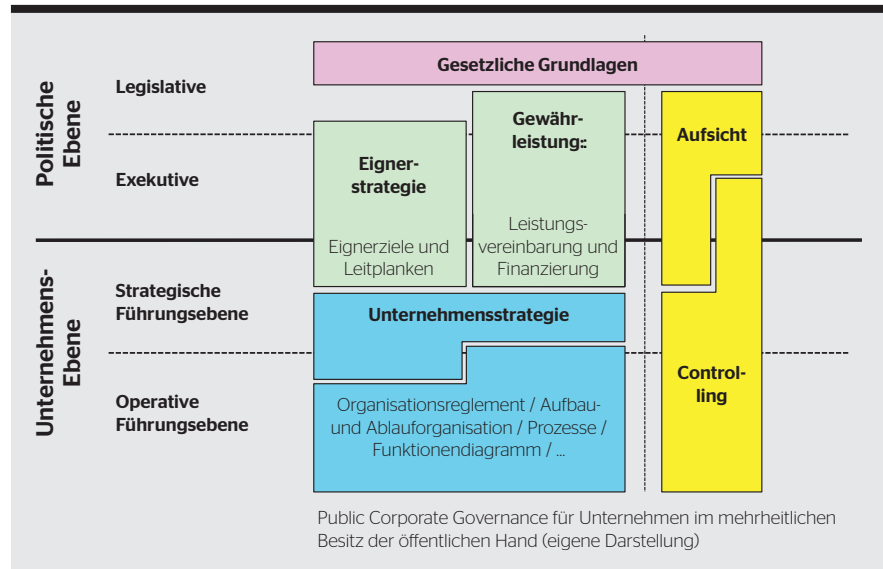 Gesetzliche Grundlagen
Politische
Ebene
Legislative
Exekutive
Eigner-
strategie
Eignerziele und
Leitplanken
Gewähr-
leistung::
Leistungs-
vereinbarung und
Finanzierung
Aufsicht
Unternehmens-
Ebene
Strategische
Führungsebene
Unternehmensstrategie
Operative
Führungsebene
Organisationsreglement / Aufbau-
und Ablauforganisation / Prozesse /
Funktionendiagramm / ...
Control-
ling
Public Corporate Governance für Unternehmen im mehrheitlichen
Besitz der öffentlichen Hand (eigene Darstellung)